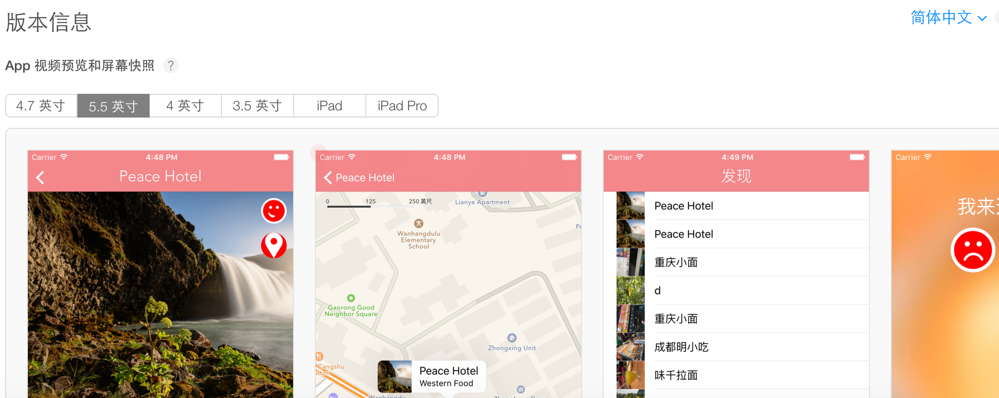 版本信息
简体中文
App 视频预览和屏幕快照 ?
4.7 英寸
5.5 英寸
4 英寸
3.5 英寸
iPad
iPad Pro
Carrier
4:48 PM
Peace Hotel
Carrier
4:48 PM
Peace Hotel
0
125
250 英尺
Lianye Apartment
Wanhangdulu
Elementary
School
Gaorong Good
Neighbor Square
Zhongxing Unit
Cangshu
Peace Hotel
Western Food
Wanhangdu
Carrier
4:49 PM
发现
Peace Hotel
Peace Hotel
重庆小面
d
重庆小面
成都明小吃
味千拉面
Carrier
我来